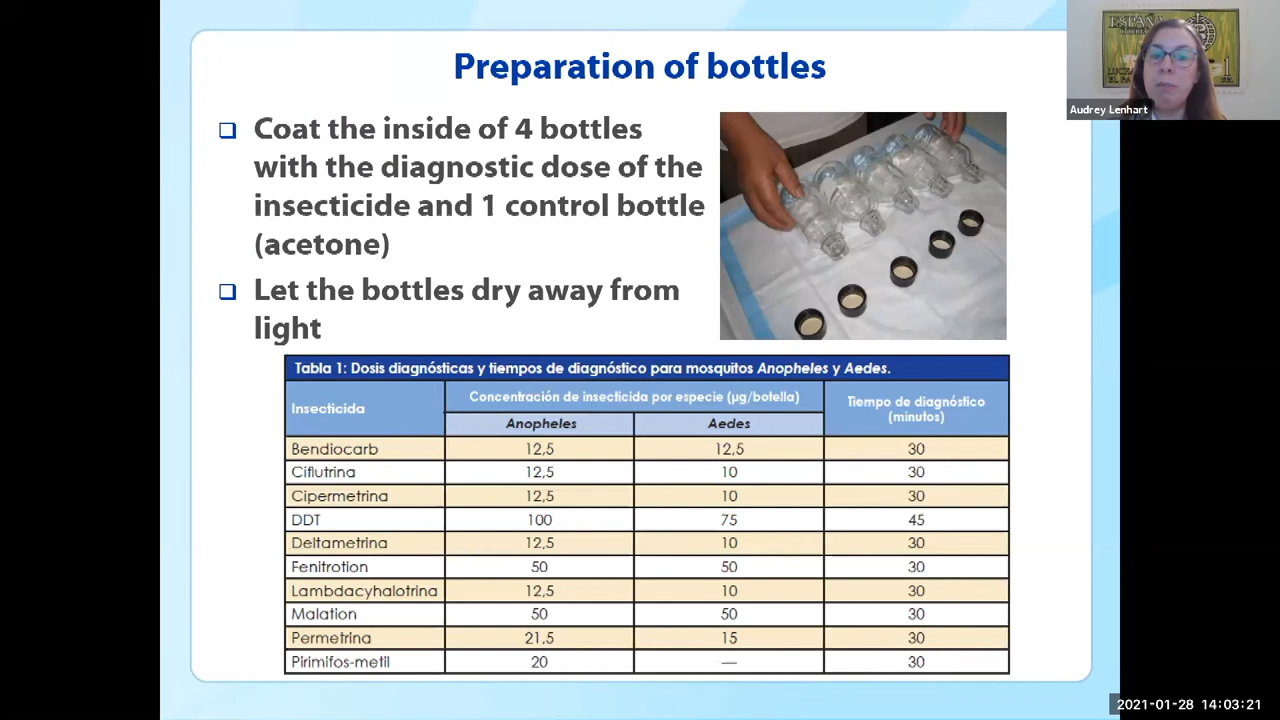 Preparation of bottles
Coat the inside of 4 bottles
with the diagnostic dose of the
insecticide and 1 control bottle
(acetone)
Let the bottles dry away from
light
ESPAÑA
Audrey Lenhart
Tabla 1: Dosis diagnósticas y tiempos de diagnóstico para mosquitos Anopheles y Aedes.
Insecticida
Concentración de insecticida por especie (µg/botella)
Tiempo de diagnóstico
(minutos)
Anopheles Aedes
Bendiocarb 12,5 12,5 30
Ciflutrina 12,5 10 30
Cipermetrina 12,5 10 30
DDT 100 75 45
Deltametrina 12,5 10 30
Fenitrotion 50 50 30
Lambdacyhalotrina 12,5 10 30
Malation 50 50 30
Permetrina 21,5 15 30
Pirimifos-metil 20 — 30
2021-01-28 14:03:21